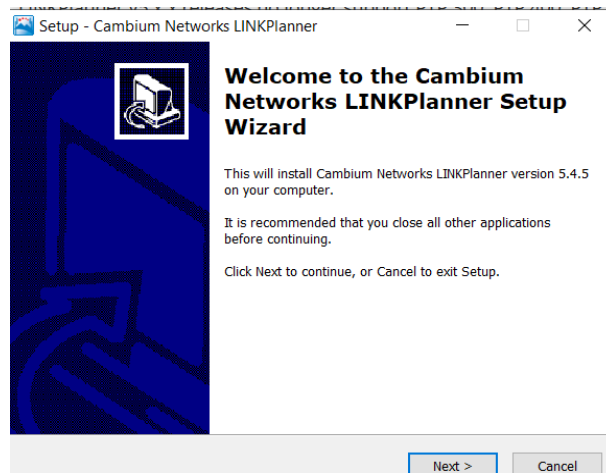 Setup - Cambium Networks LINKPlanner
Welcome to the Cambium
Networks LINKPlanner Setup
Wizard
This will install Cambium Networks LINKPlanner version 5.4.5
on your computer.
It is recommended that you close all other applications
before continuing.
Click Next to continue, or Cancel to exit Setup.
Next >
Cancel